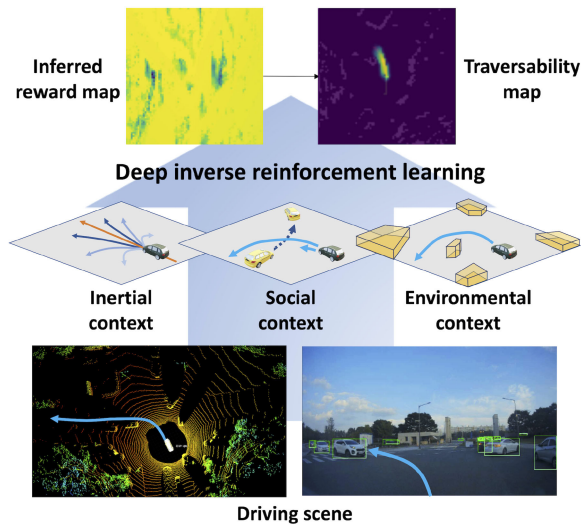 Inferred
reward map
Traversability
map
Deep inverse reinforcement learning
Inertial
context
Social
context
Environmental
context
Driving scene